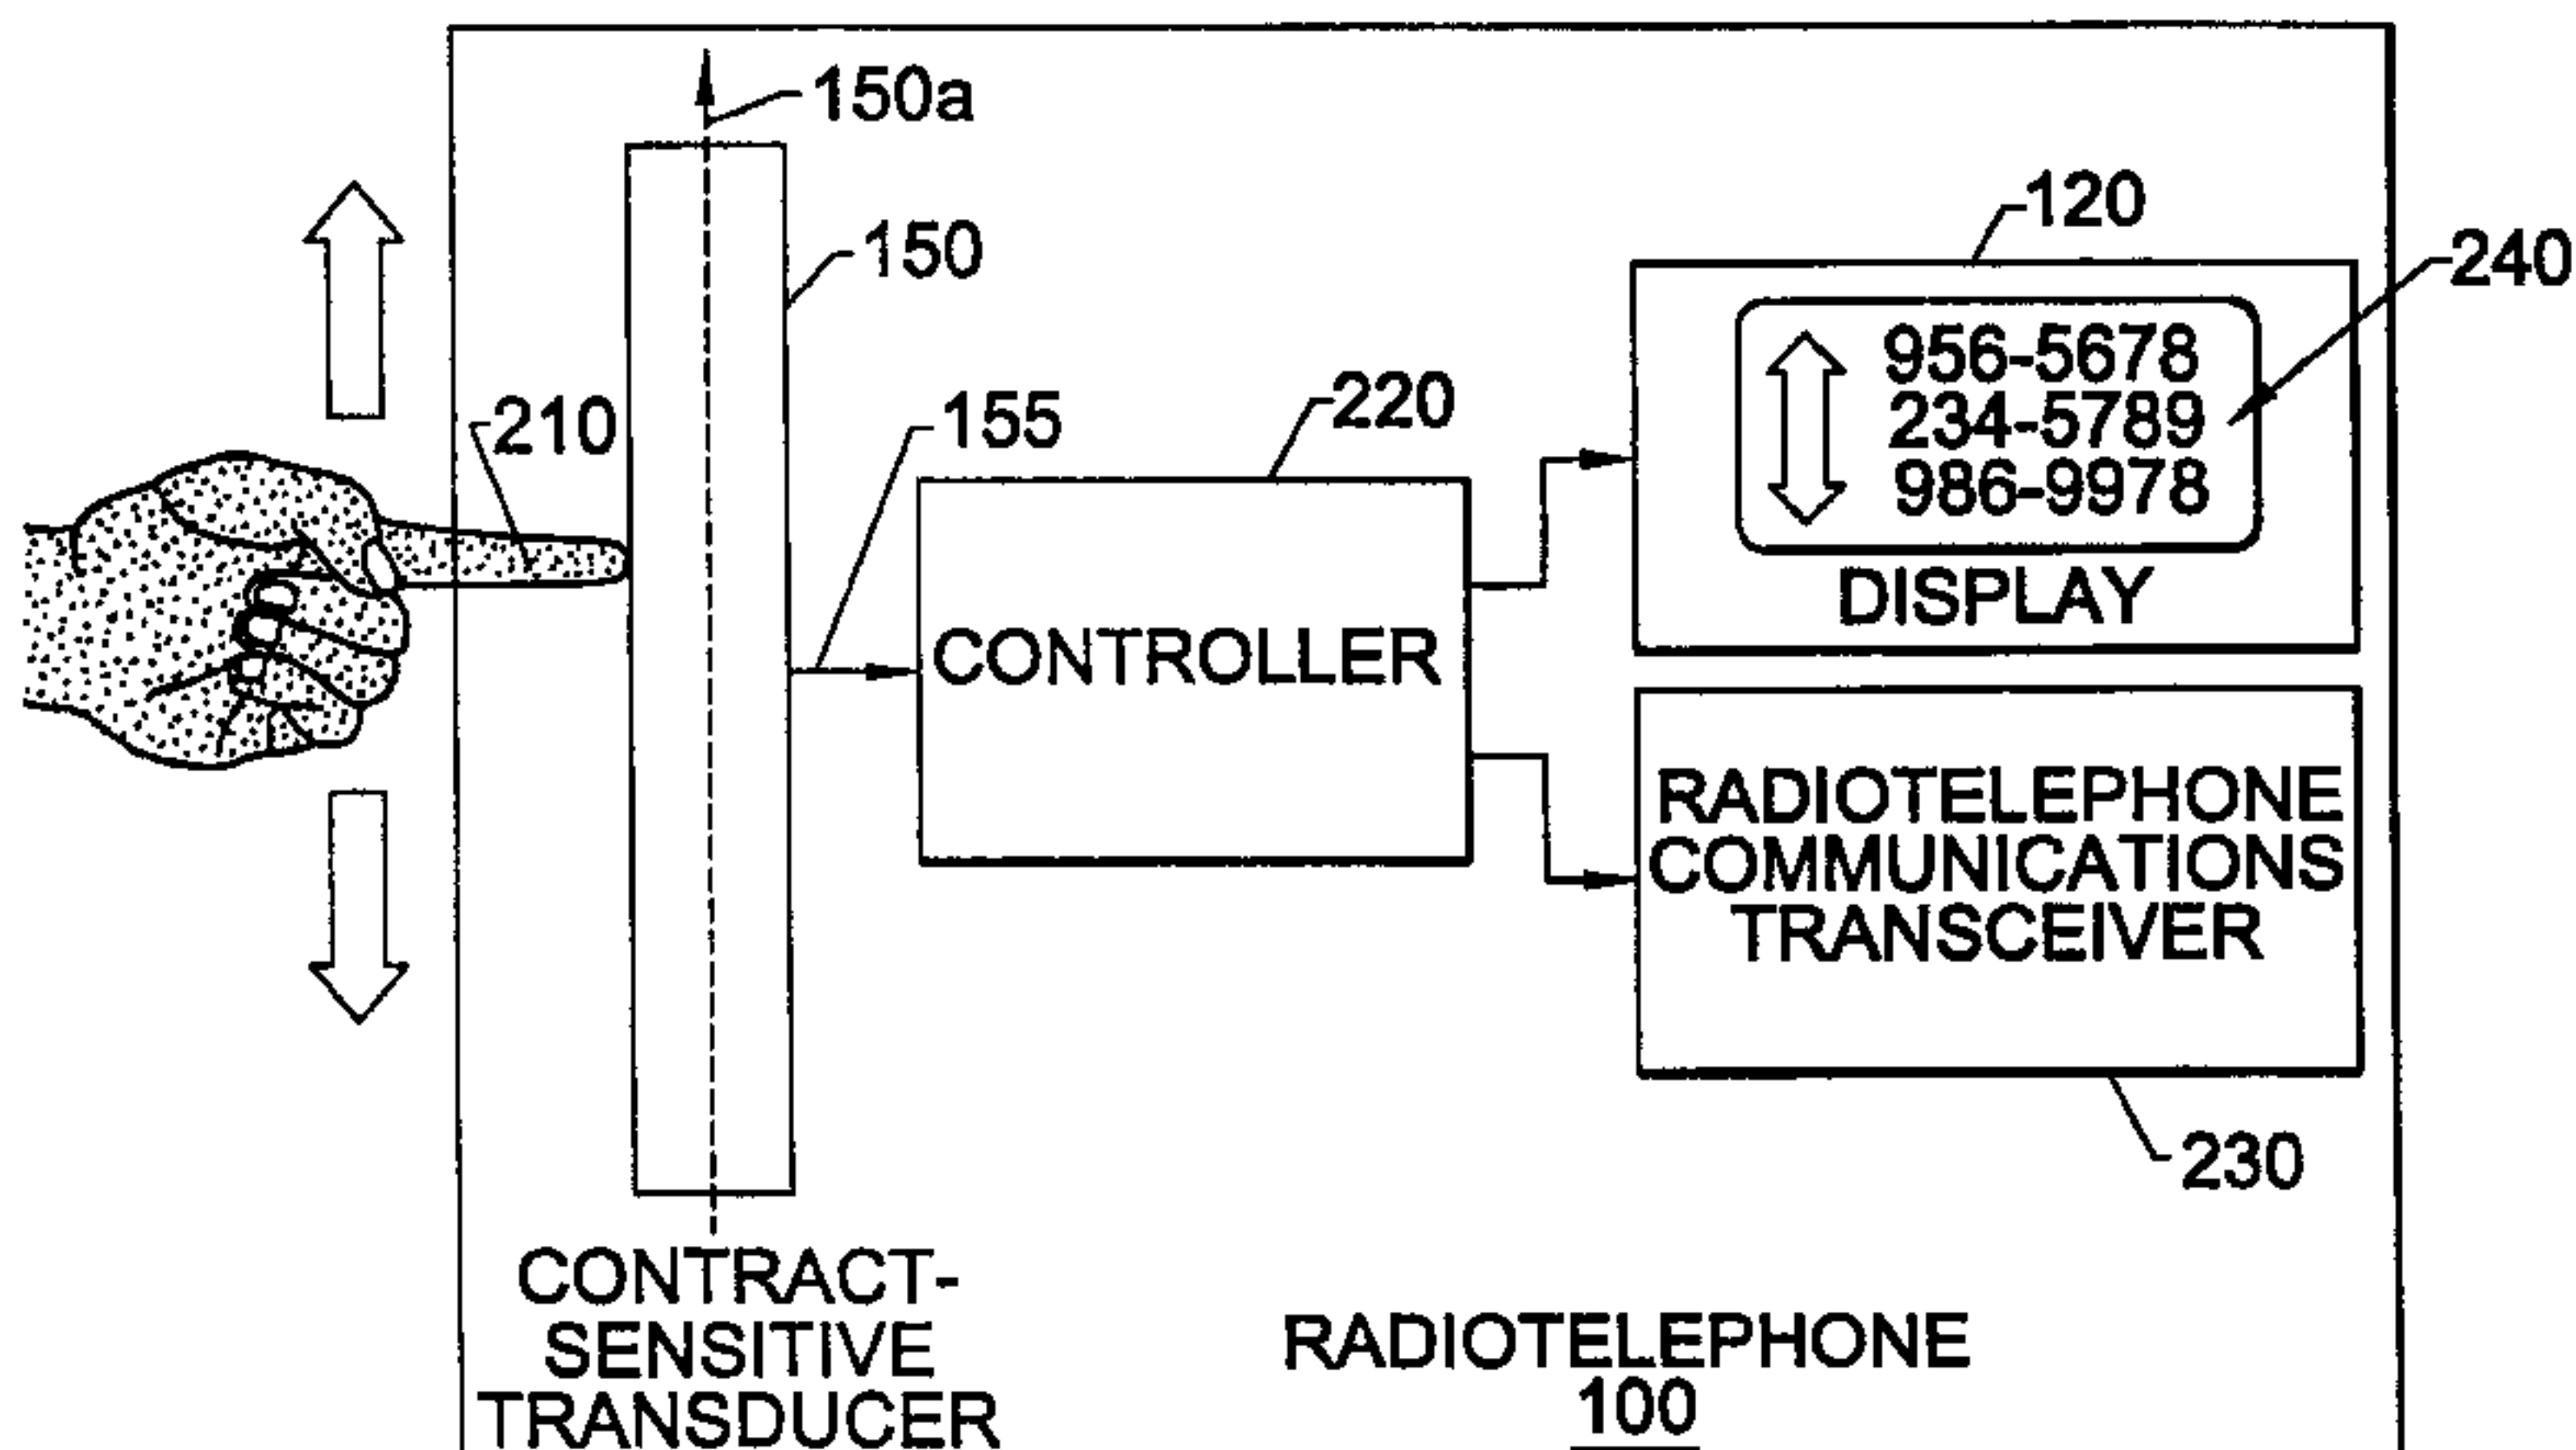 150a
150
120
240
956-5678
234-5789
986-9978
DISPLAY
210
155
220
CONTROLLER
RADIOTELEPHONE
COMMUNICATIONS
TRANSCEIVER
230
CONTRACT-
SENSITIVE
TRANSDUCER
RADIOTELEPHONE
100